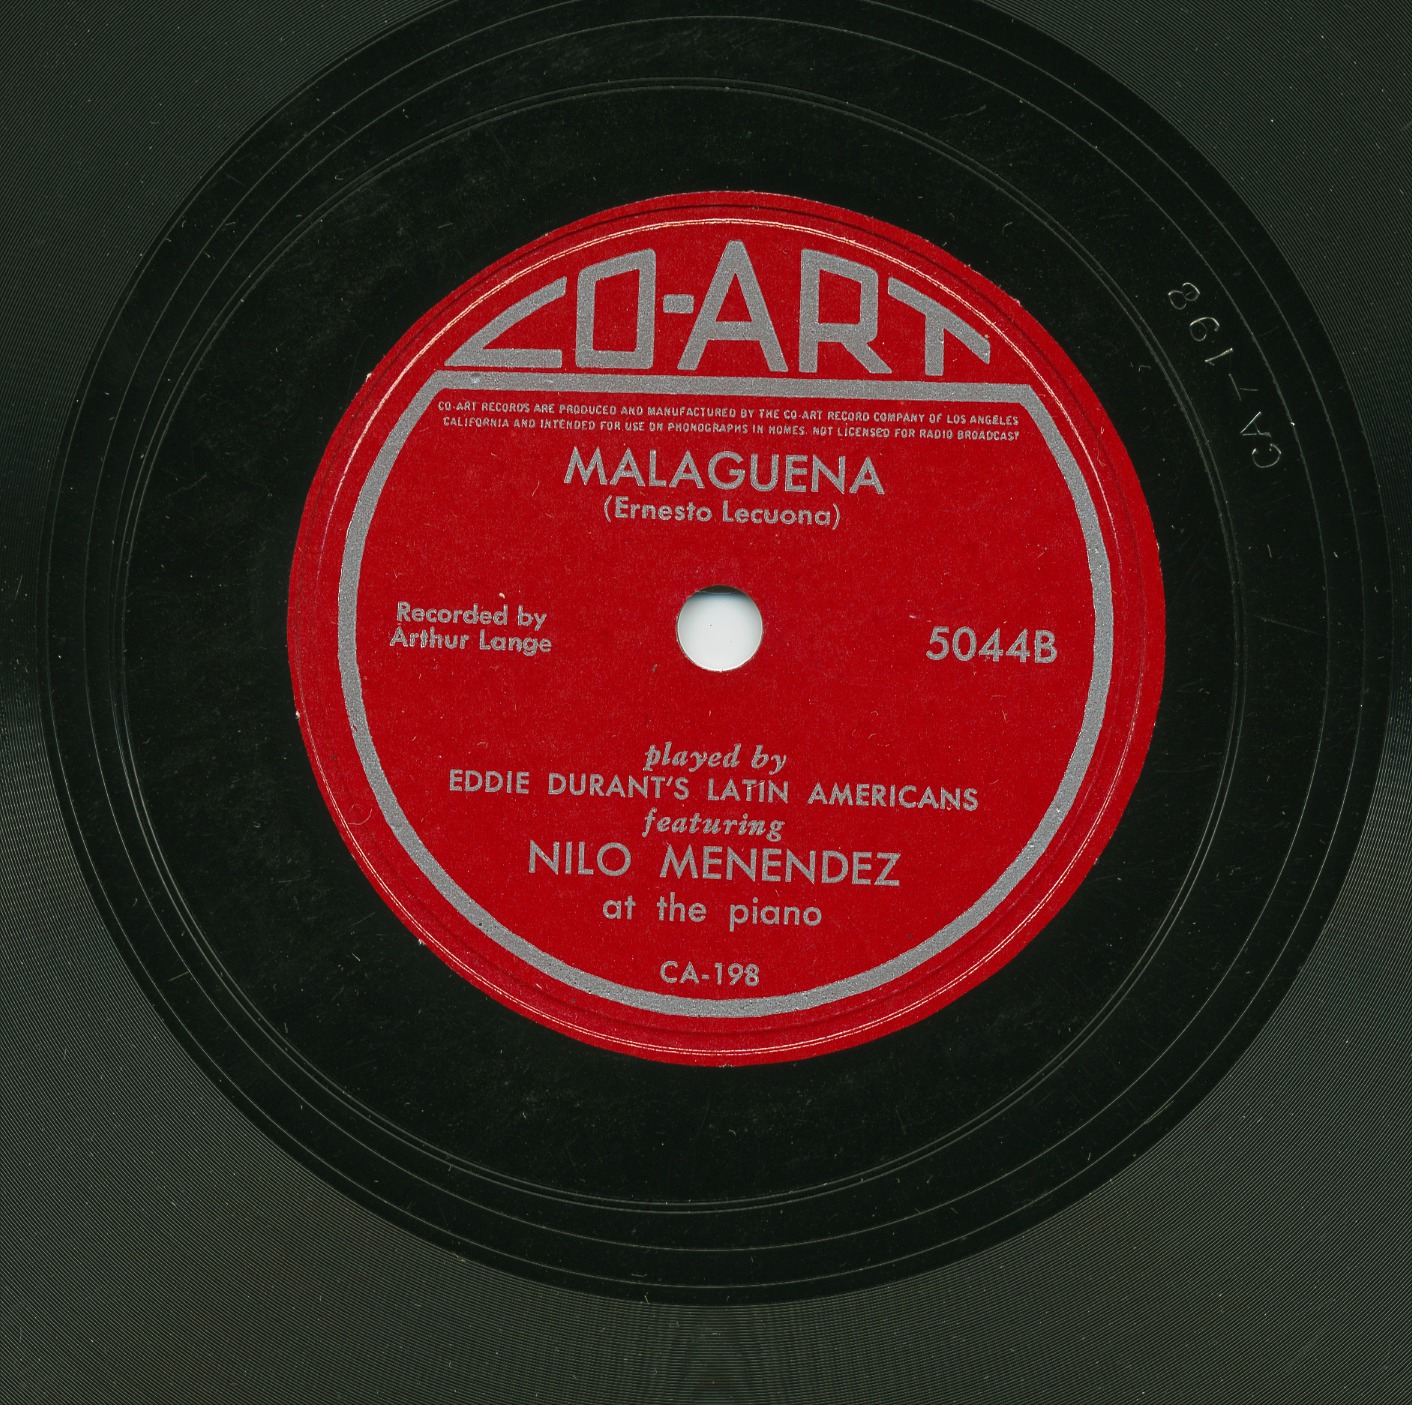 CO-ART
CO-ART RECORDS ARE PRODUCED AND MANUFACTURED BY THE CO-ART RECORD COMPANY OF LOS ANGELES
CALIFORNIA AND INTENDED FOR USE ON PHONOGRAPHS IN HOMES. NOT LICENSED FOR RADIO BROADCAST
MALAGUENA
(Ernesto Lecuona)
Recorded by
Arthur Lange
5044B
played by
EDDIE DURANT'S LATIN AMERICANS
featuring
NILO MENENDEZ
at the piano
CA-198
CA7-198